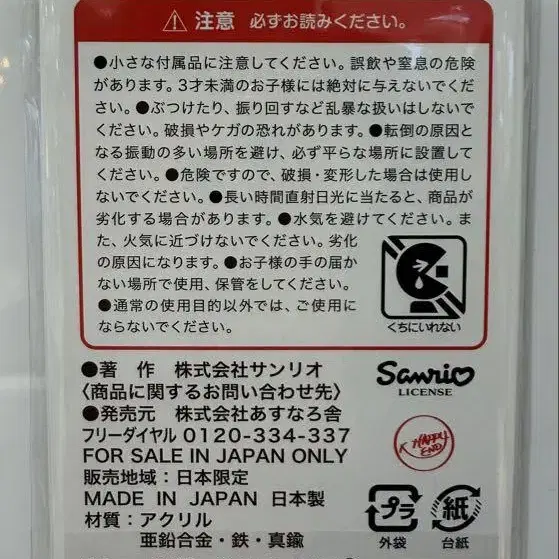 注意 必ずお読みください。
●小さな付属品に注意してください。誤飲や窒息の危険
があります。3才未満のお子様には絶対に与えないでくだ
さい。●ぶつけたり、振り回すなど乱暴な扱いはしないで
ください。破損やケガの恐れがあります。●転倒の原因と
なる振動の多い場所を避け、必ず平らな場所に設置して
ください。●危険ですので、破損・変形した場合は使用し
ないでください。●長い時間直射日光に当たると、商品が
劣化する場合があります。●水気を避けてください。ま
た、火気に近づけないでください。劣化
の原因になります。●お子様の手の届か
ない場所で使用、保管をしてください。
●通常の使用目的以外では、ご使用に
ならないでください。
くちにいれない
●著 作 株式会社サンリオ
〈商品に関するお問い合わせ先〉
●発売元 株式会社あすなろ舎
フリーダイヤル 0120-334-337
FOR SALE IN JAPAN ONLY
販売地域：日本限定
MADE IN JAPAN 日本製
材質：アクリル
亜鉛合金・鉄・真鍮
Sanrio
LICENSE
HAPPY
END
プラ
外袋
紙
台紙